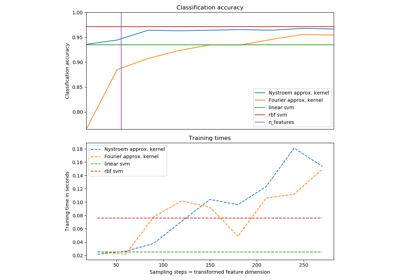 Classification accuracy
1.00
0.95
0.90
0.85
0.80
Classification accuracy
Nystroem approx. kernel
Fourier approx. kernel
linear svm
rbf svm
n_features
Training times
0.18
0.16
0.14
0.12
0.10
0.08
0.06
0.04
0.02
Training time in seconds
Nystroem approx. kernel
Fourier approx. kernel
linear svm
rbf svm
50
100
150
200
250
Sampling steps = transformed feature dimension